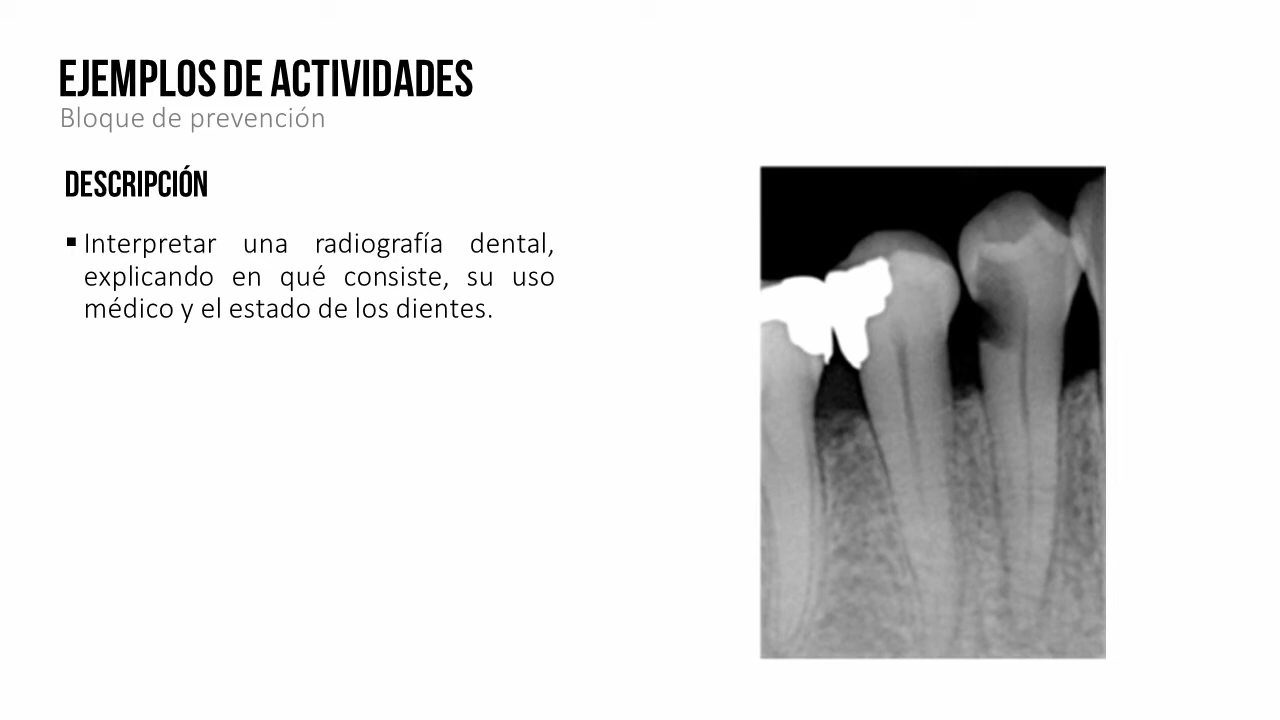 EJEMPLOS DE ACTIVIDADES
Bloque de prevención
DESCRIPCIÓN
▪ Interpretar una radiografía dental,
explicando en qué consiste, su uso
médico y el estado de los dientes.